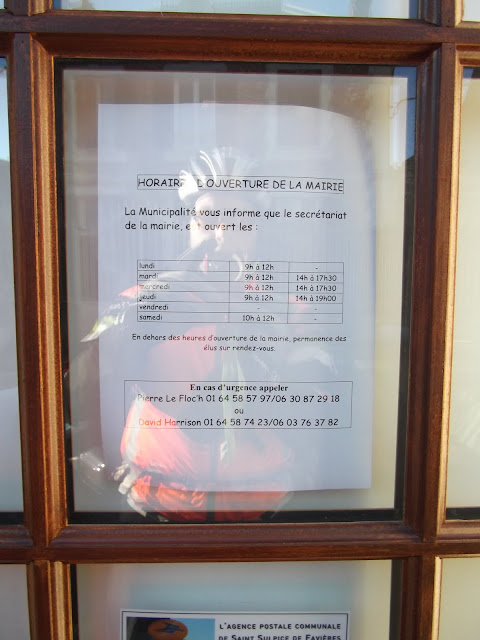 HORAIRE D'OUVERTURE DE LA MAIRIE
La Municipalité vous informe que le secrétariat
de la mairie, est ouvert les :
lundi 9h à 12h -
mardi 9h à 12h 14h à 17h30
mercredi 9h à 12h 14h à 17h30
jeudi 9h à 12h 14h à 19h00
vendredi - -
samedi 10h à 12h -
En dehors des heures d'ouverture de la mairie, permanence des
élus sur rendez-vous.
En cas d'urgence appeler
Pierre Le Floc'h 01 64 58 57 97/06 30 87 29 18
ou
David Harrison 01 64 58 74 23/06 03 76 37 82
L'AGENCE POSTALE COMMUNALE
DE SAINT SULPICE DE FAVIÈRES